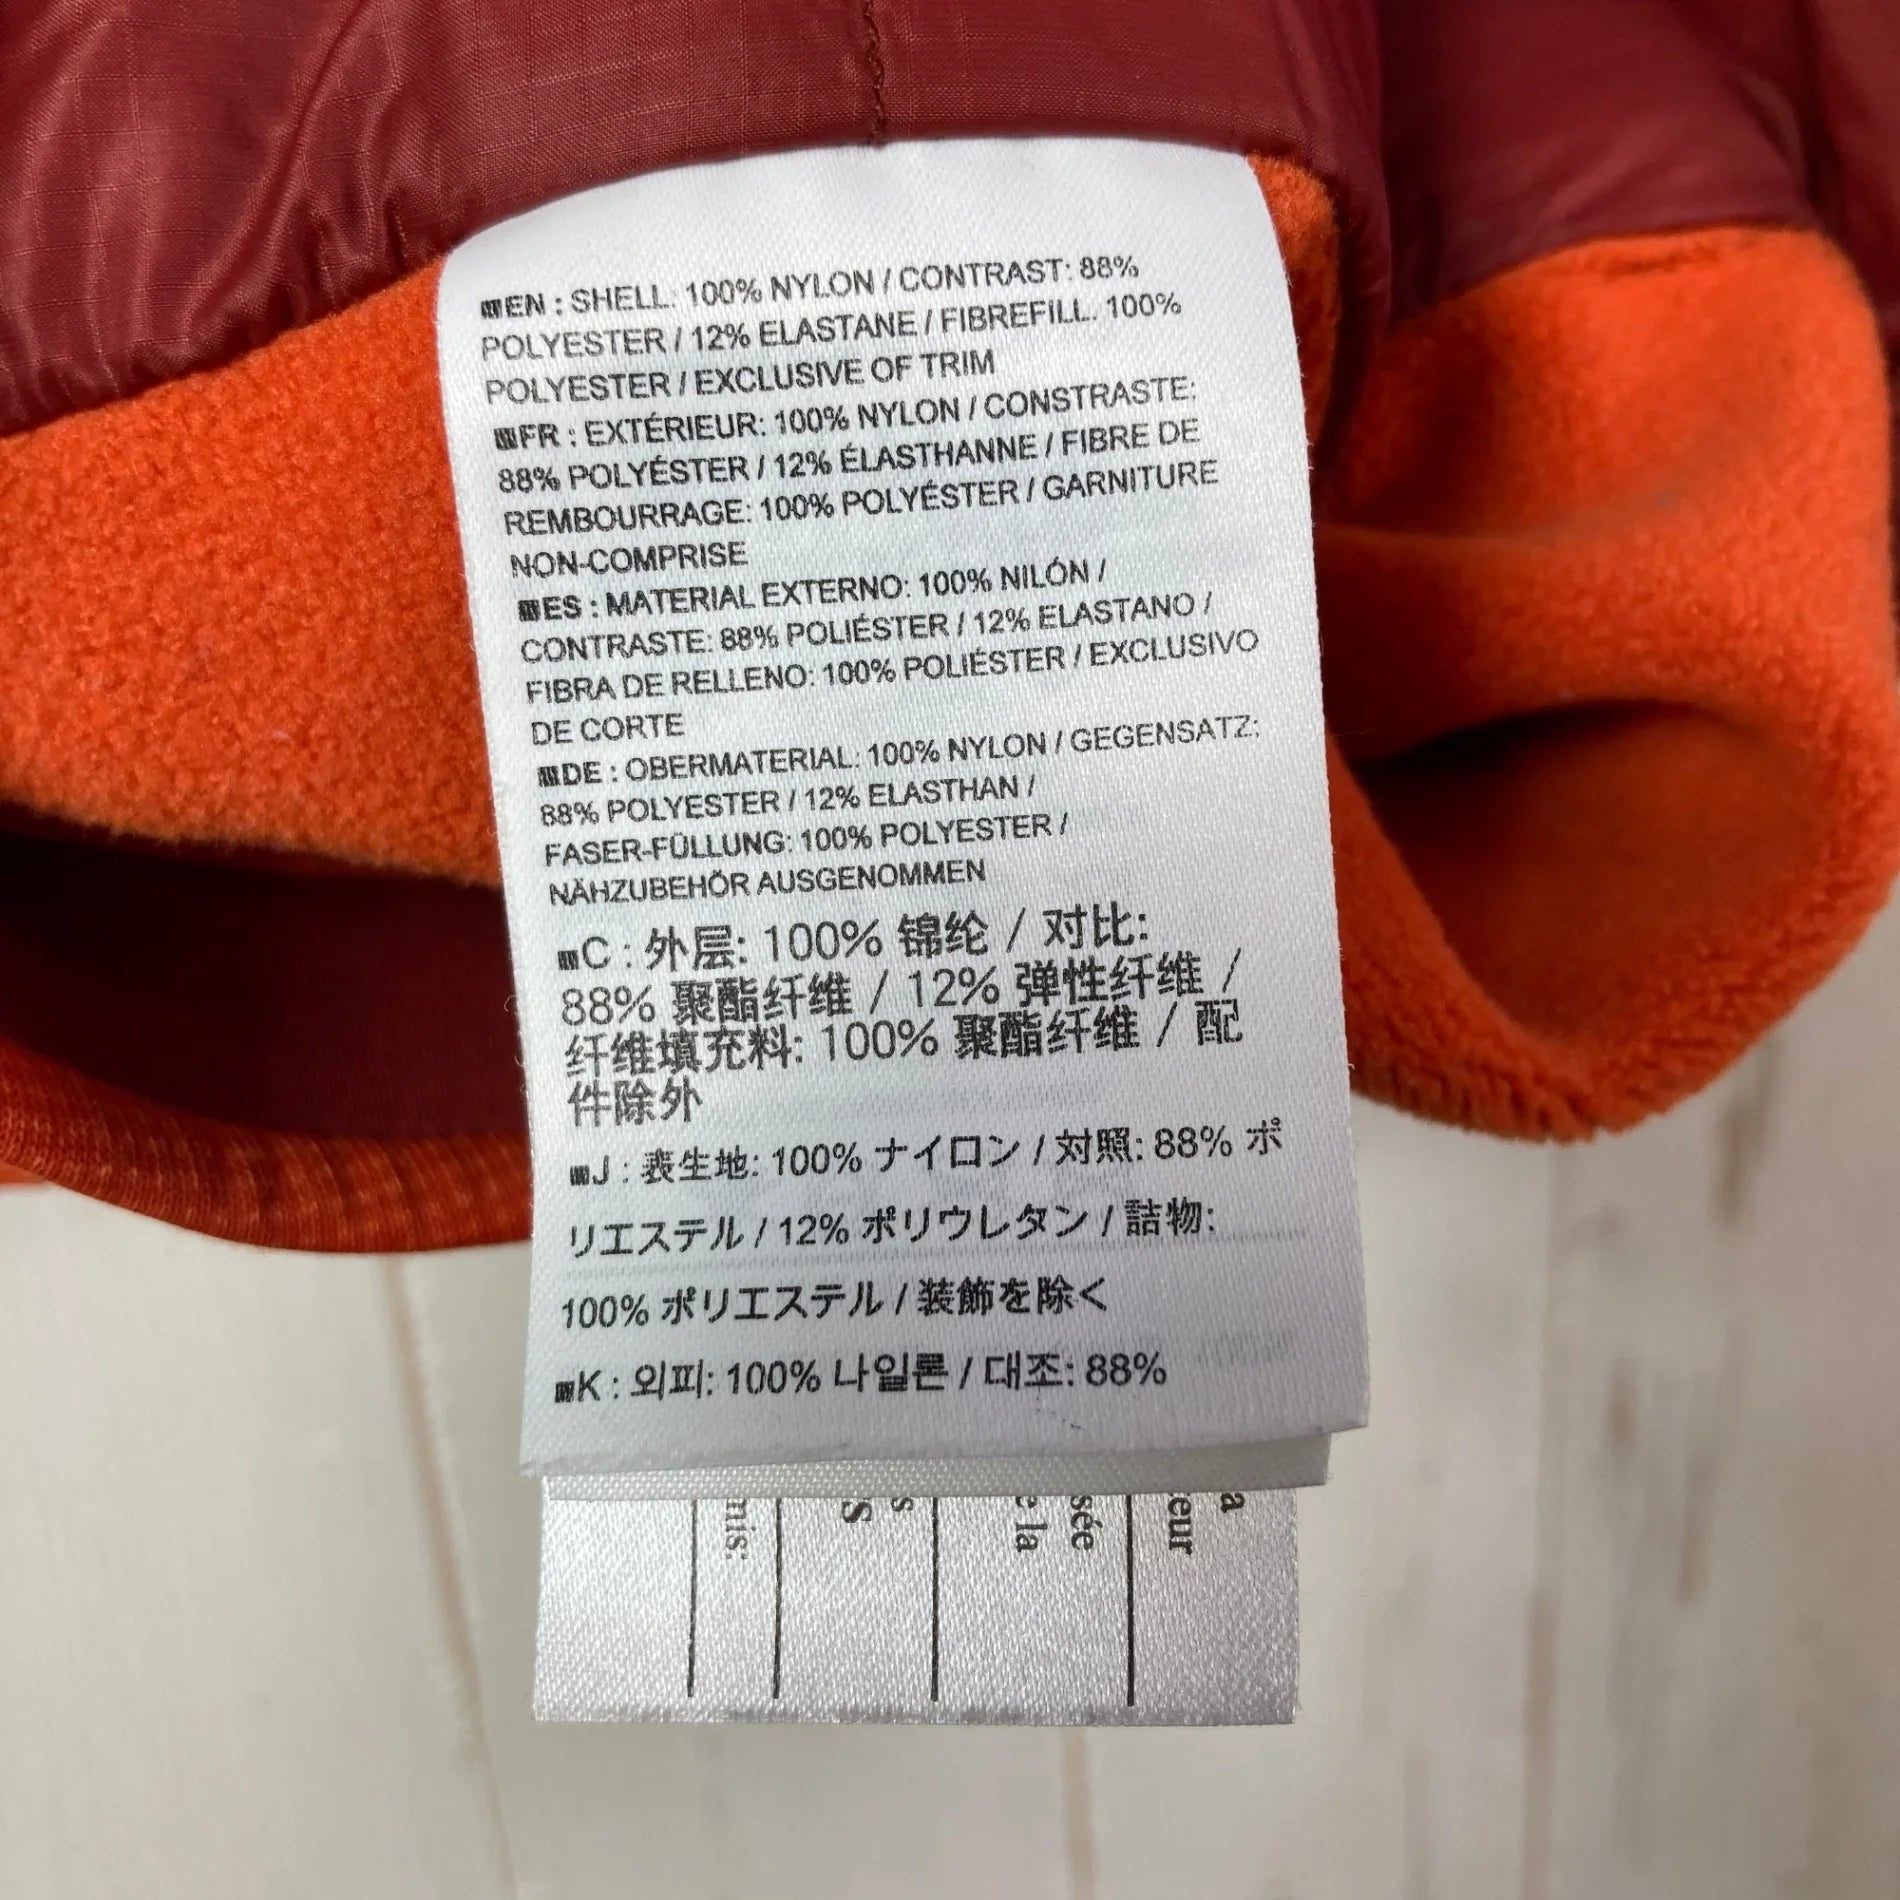 EN : SHELL: 100% NYLON / CONTRAST: 88%
POLYESTER / 12% ELASTANE / FIBREFILL. 100%
POLYESTER / EXCLUSIVE OF TRIM
FR : EXTÉRIEUR: 100% NYLON / CONSTRASTE:
88% POLYÉSTER / 12% ÉLASTHANNE / FIBRE DE
REMBOURRAGE: 100% POLYÉSTER / GARNITURE
NON-COMPRISE
ES : MATERIAL EXTERNO: 100% NILÓN /
CONTRASTE: 88% POLIÉSTER / 12% ELASTANO /
FIBRA DE RELLENO: 100% POLIÉSTER / EXCLUSIVO
DE CORTE
DE : OBERMATERIAL: 100% NYLON / GEGENSATZ:
88% POLYESTER / 12% ELASTHAN /
FASER-FÜLLUNG: 100% POLYESTER /
NÄHZUBEHÖR AUSGENOMMEN
C : 外层: 100% 锦纶 / 对比:
88% 聚酯纤维 / 12% 弹性纤维 /
纤维填充料: 100% 聚酯纤维 / 配
件除外
J : 表生地: 100% ナイロン / 対照: 88% ポ
リエステル / 12% ポリウレタン / 詰物:
100% ポリエステル / 装飾を除く
K : 외피: 100% 나일론 / 대조: 88%
a
teur
sée
e la
s
S
mis: